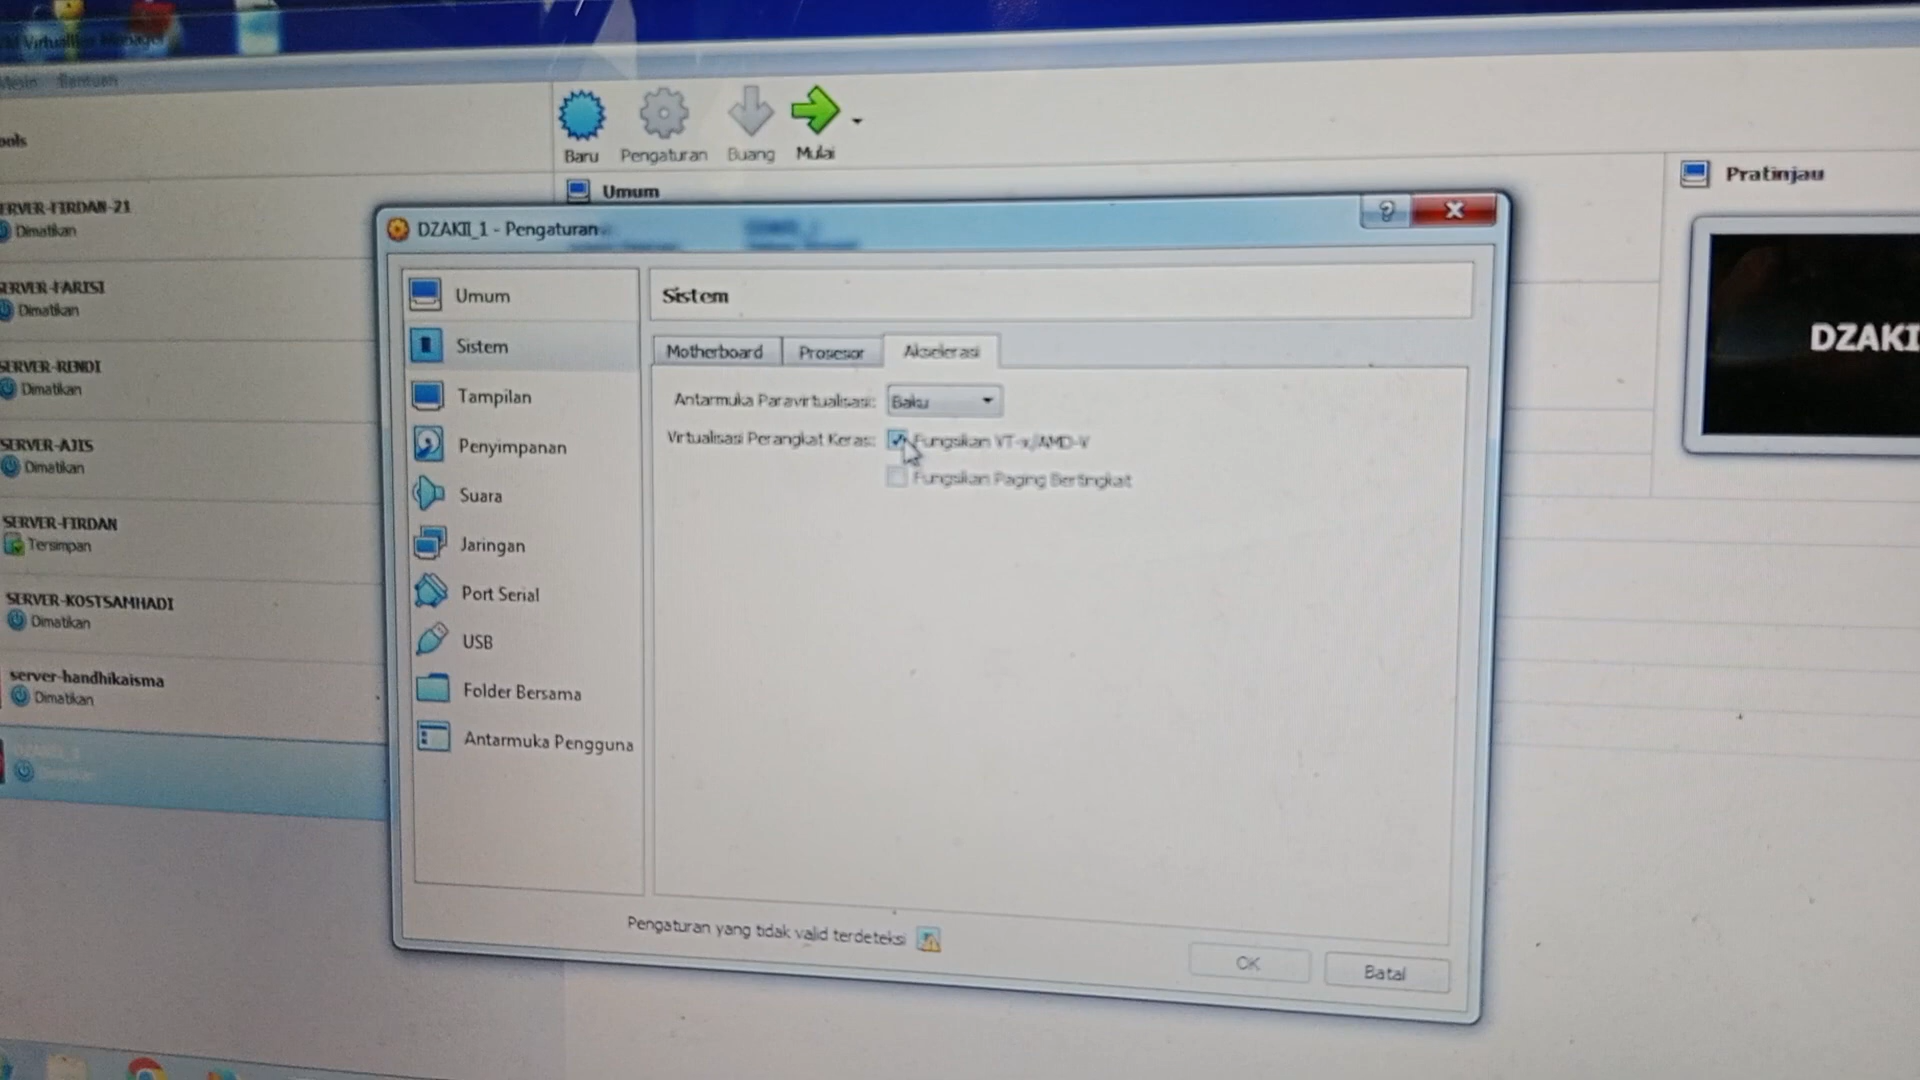 Bantuan
Baru
Pengaturan
Buang
Mulai
Umum
Pratinjau
SERVER-FIRDAN-21
Dimatikan
SERVER-FARISI
Dimatikan
SERVER-RENDI
Dimatikan
SERVER-AJIS
Dimatikan
SERVER-FIRDAN
Tersimpan
SERVER-KOSTSAMHADI
Dimatikan
server-handhikaisma
Dimatikan
DZAKII_1 - Pengaturan
Umum
Sistem
Tampilan
Penyimpanan
Suara
Jaringan
Port Serial
USB
Folder Bersama
Antarmuka Pengguna
Sistem
Motherboard
Prosesor
Akselerasi
Antarmuka Paravirtualisasi: Baku
Virtualisasi Perangkat Keras: Fungsikan VT-x/AMD-V
Fungsikan Paging Bertingkat
Pengaturan yang tidak valid terdeteksi
OK
Batal
DZAKI